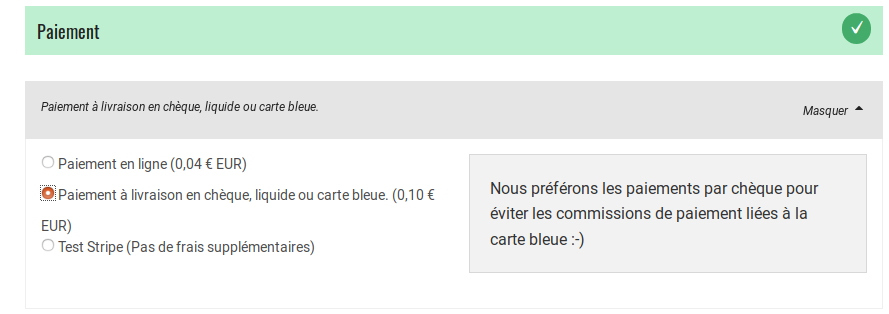 Paiement
Paiement à livraison en chèque, liquide ou carte bleue.
Masquer
Paiement en ligne (0,04 € EUR)
Paiement à livraison en chèque, liquide ou carte bleue. (0,10 €
EUR)
Test Stripe (Pas de frais supplémentaires)
Nous préférons les paiements par chèque pour
éviter les commissions de paiement liées à la
carte bleue :-)